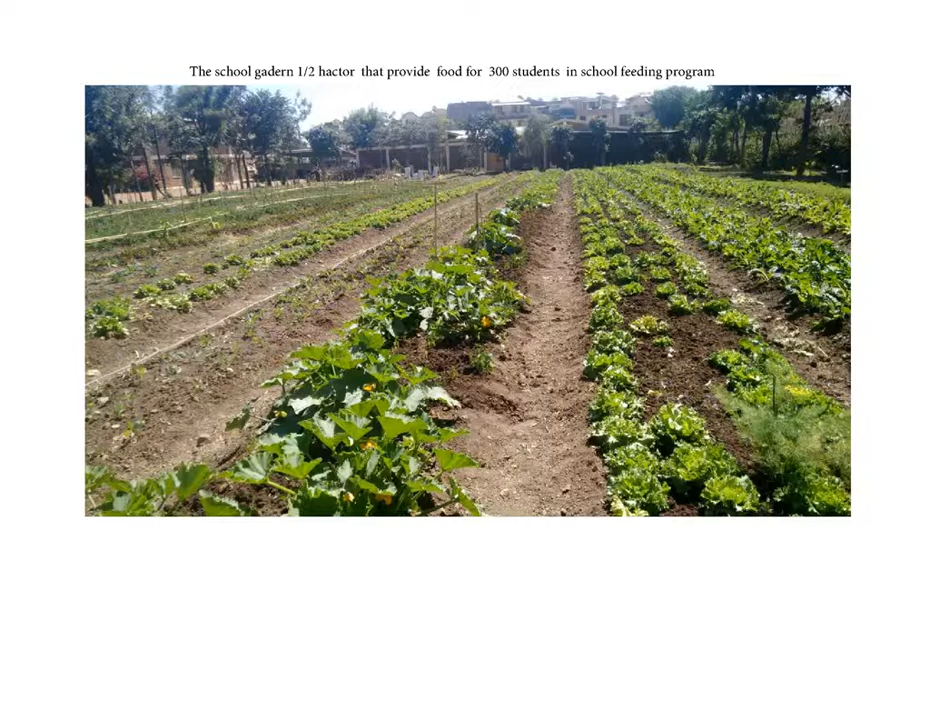 The school gadern 1/2 hactor that provide food for 300 students in school feeding program